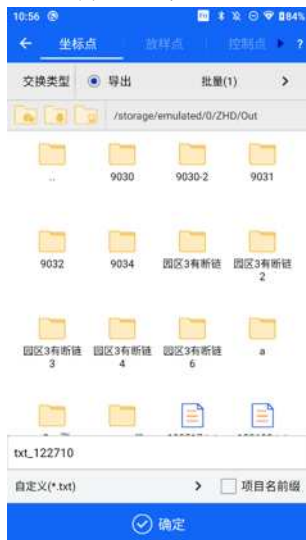 10:56
84%
坐标点 放样点 控制点 ?
交换类型 导出 批量(1)
/storage/emulated/0/ZHD/Out
.. 9030 9030-2 9031
9032 9034 园区3有断链 园区3有断链
2
园区3有断链 园区3有断链 园区3有断链 a
3 4 6
txt_122710
自定义(*.txt) 项目名前缀
确定